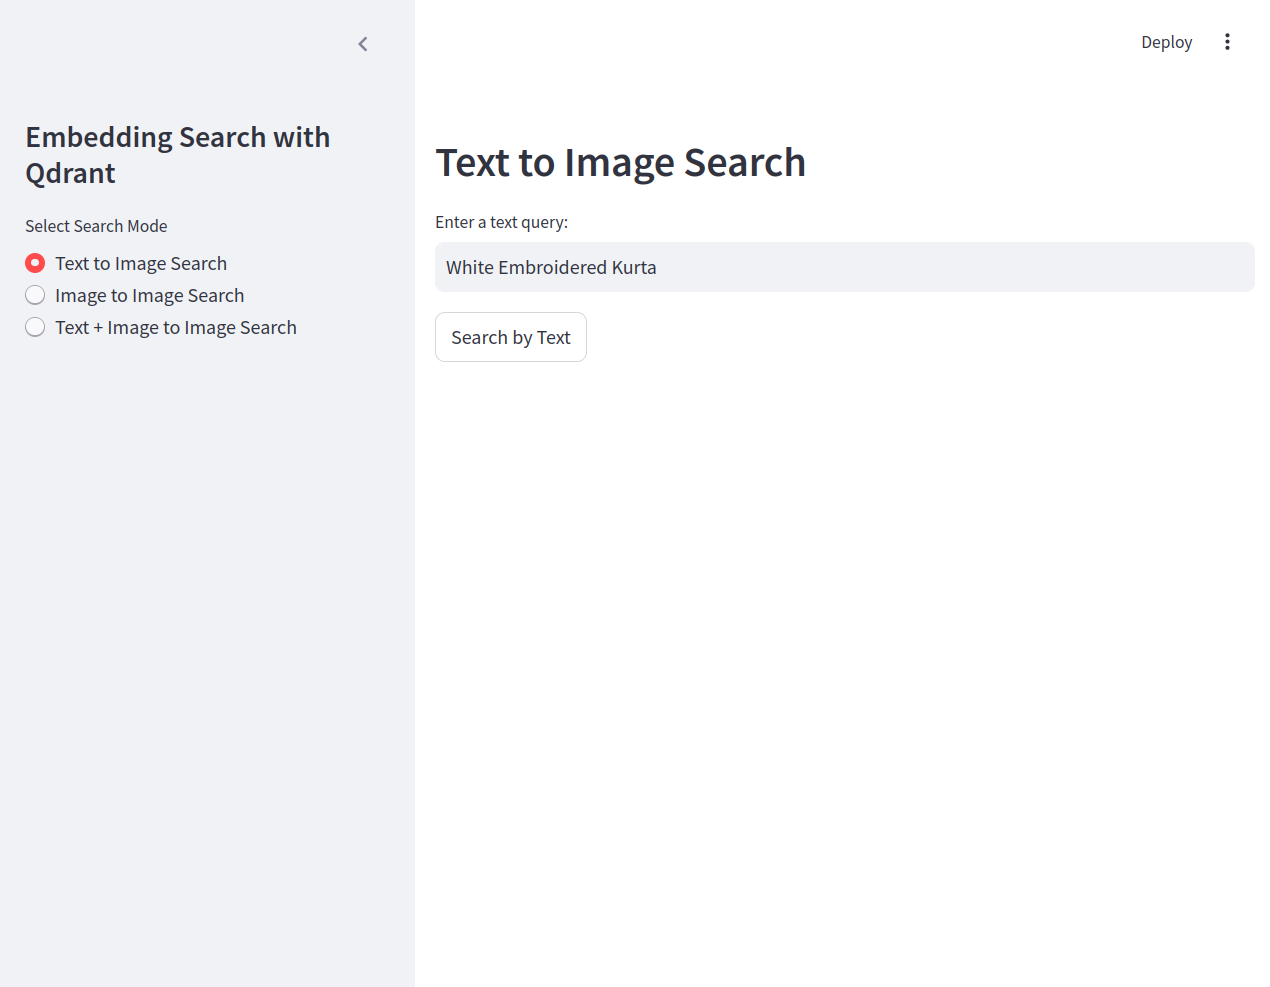 Embedding Search with
Qdrant
Select Search Mode
Text to Image Search
Image to Image Search
Text + Image to Image Search
Deploy
Text to Image Search
Enter a text query:
White Embroidered Kurta
Search by Text